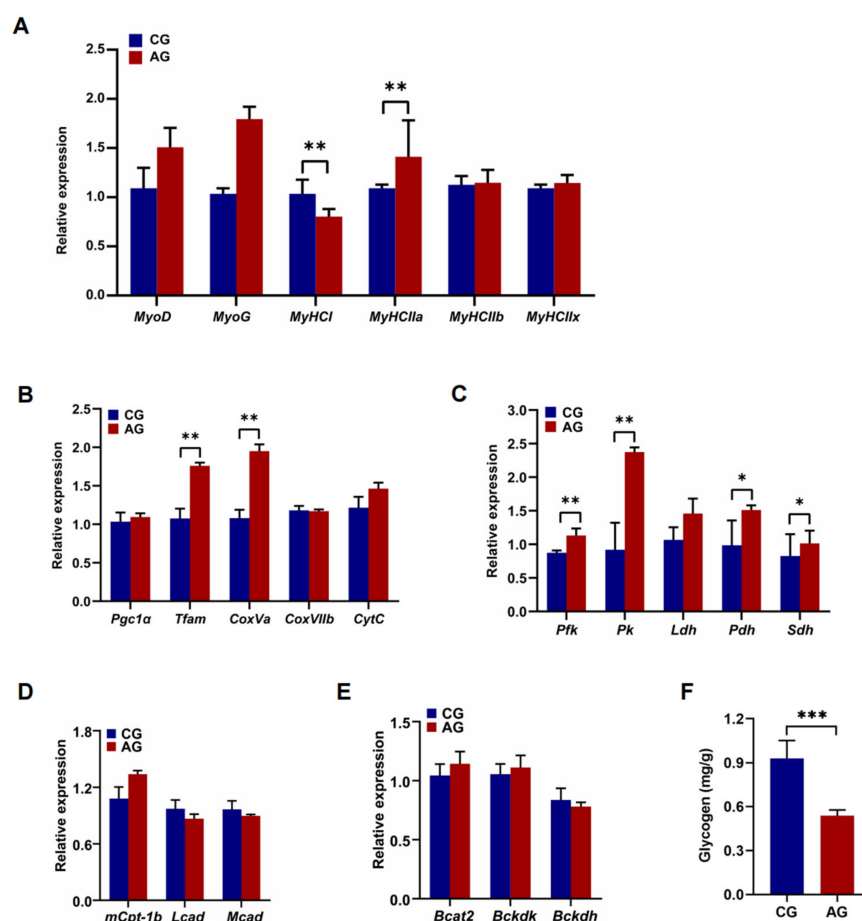 A
CG
AG
Relative expression
2.5
2.0
1.5
1.0
0.5
0.0
**
**
MyoD MyoG MyHCI MyHCIIa MyHCIIb MyHCIIx
B
CG
AG
Relative expression
2.5
2.0
1.5
1.0
0.5
0.0
**
**
Pgc1α Tfam CoxVa CoxVIIb CytC
C
CG
AG
Relative expression
3.0
2.5
2.0
1.5
1.0
0.5
0.0
**
**
*
*
Pfk Pk Ldh Pdh Sdh
D
CG
AG
Relative expression
1.8
1.2
0.6
0.0
mCpt-1b Lcad Mcad
E
CG
AG
Relative expression
1.5
1.0
0.5
0.0
Bcat2 Bckdk Bckdh
F
Glycogen (mg/g)
1.2
0.9
0.6
0.3
0.0
***
CG AG